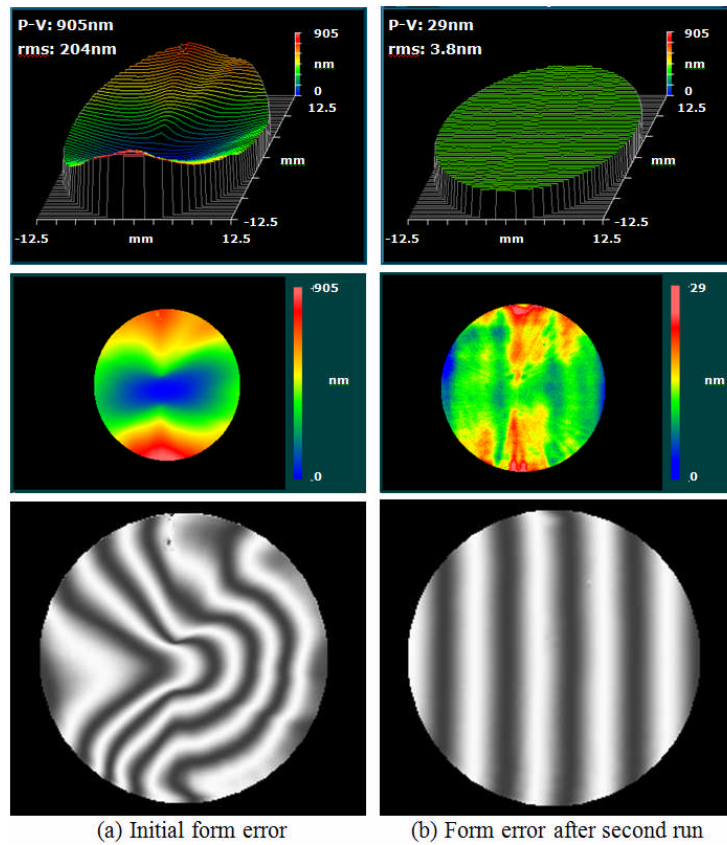 P-V: 905nm
rms: 204nm
905
nm
0
12.5
mm
-12.5
-12.5
mm
12.5
P-V: 29nm
rms: 3.8nm
905
nm
0
12.5
mm
-12.5
-12.5
mm
12.5
905
nm
.0
29
nm
.0
(a) Initial form error
(b) Form error after second run